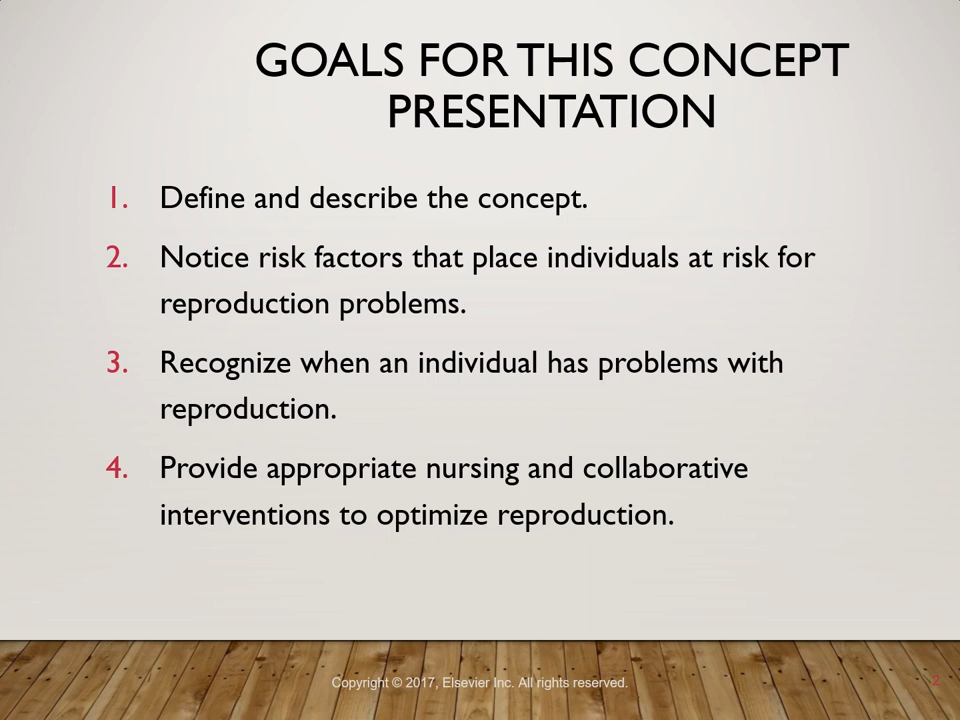 GOALS FOR THIS CONCEPT
PRESENTATION
1. Define and describe the concept.
2. Notice risk factors that place individuals at risk for
reproduction problems.
3. Recognize when an individual has problems with
reproduction.
4. Provide appropriate nursing and collaborative
interventions to optimize reproduction.
Copyright © 2017, Elsevier Inc. All rights reserved.
2